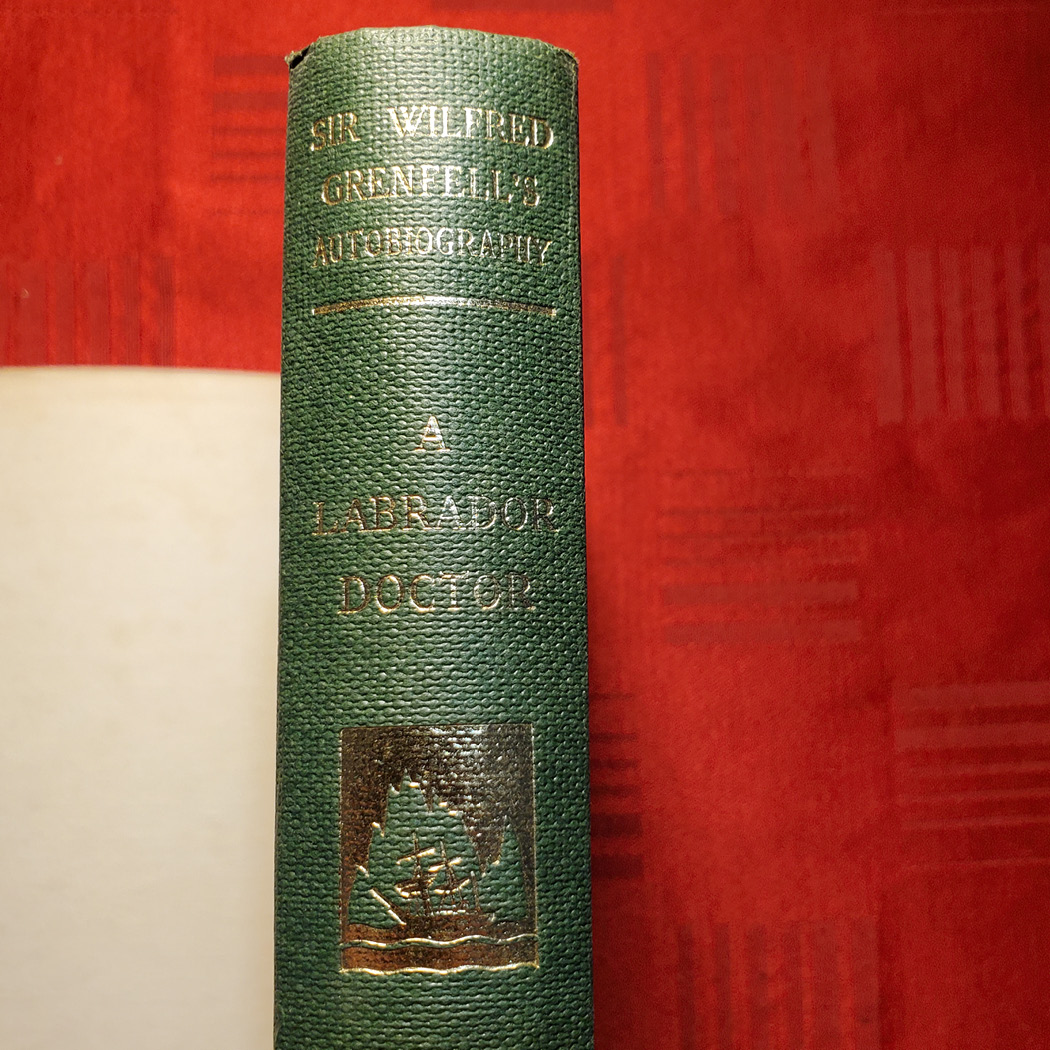 SIR WILFRED
GRENFELL'S
AUTOBIOGRAPHY
A
LABRADOR
DOCTOR